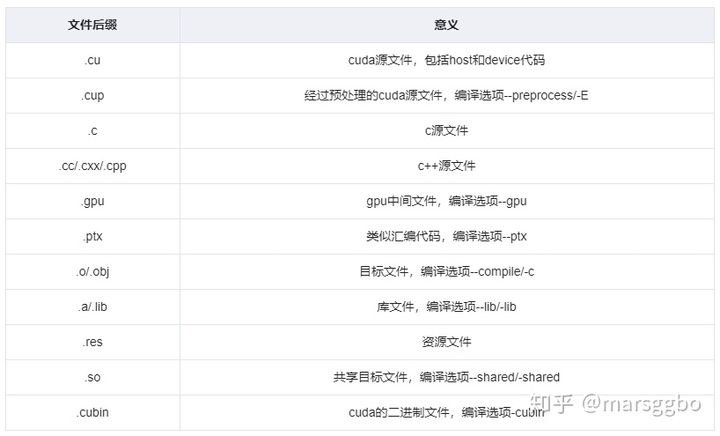 文件后缀 意义
.cu cuda源文件，包括host和device代码
.cup 经过预处理的cuda源文件，编译选项--preprocess/-E
.c c源文件
.cc/.cxx/.cpp c++源文件
.gpu gpu中间文件，编译选项--gpu
.ptx 类似汇编代码，编译选项--ptx
.o/.obj 目标文件，编译选项--compile/-c
.a/.lib 库文件，编译选项--lib/-lib
.res 资源文件
.so 共享目标文件，编译选项--shared/-shared
.cubin cuda的二进制文件，编译选项-cubin
知乎 @marsggbo